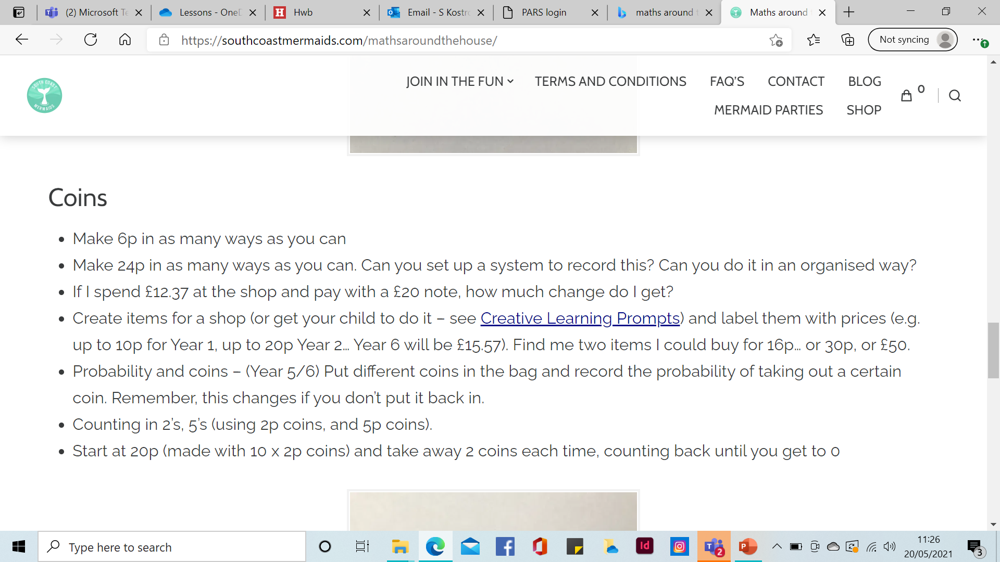 (2) Microsoft Te
Lessons - OneD
Hwb
Email - S Kostro
PARS login
maths around t
Maths around t
https://southcoastmermaids.com/mathsaroundthehouse/
Not syncing
SOUTH COAST
MERMAIDS
JOIN IN THE FUN
TERMS AND CONDITIONS
FAQ'S
CONTACT
BLOG
0
MERMAID PARTIES
SHOP
Coins
• Make 6p in as many ways as you can
• Make 24p in as many ways as you can. Can you set up a system to record this? Can you do it in an organised way?
• If I spend £12.37 at the shop and pay with a £20 note, how much change do I get?
• Create items for a shop (or get your child to do it – see Creative Learning Prompts) and label them with prices (e.g.
up to 10p for Year 1, up to 20p Year 2… Year 6 will be £15.57). Find me two items I could buy for 16p… or 30p, or £50.
• Probability and coins – (Year 5/6) Put different coins in the bag and record the probability of taking out a certain
coin. Remember, this changes if you don't put it back in.
• Counting in 2's, 5's (using 2p coins, and 5p coins).
• Start at 20p (made with 10 x 2p coins) and take away 2 coins each time, counting back until you get to 0
Type here to search
Id
2
P
11:26
20/05/2021
3